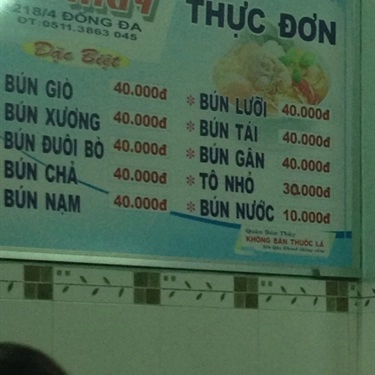 218/4 ĐỐNG ĐA
ĐT:0511.3863 045
THỰC ĐƠN
Đặc Biệt
BÚN GIÒ 40.000đ
BÚN XƯƠNG 40.000đ
BÚN ĐUÔI BÒ 40.000đ
BÚN CHẢ 40.000đ
BÚN NẠM 40.000đ
* BÚN LƯỠI 40.000đ
* BÚN TÁI 40.000đ
* BÚN GÂN 40.000đ
* TÔ NHỎ 30.000đ
* BÚN NƯỚC 10.000đ
KHÔNG BÁN THUỐC LÁ